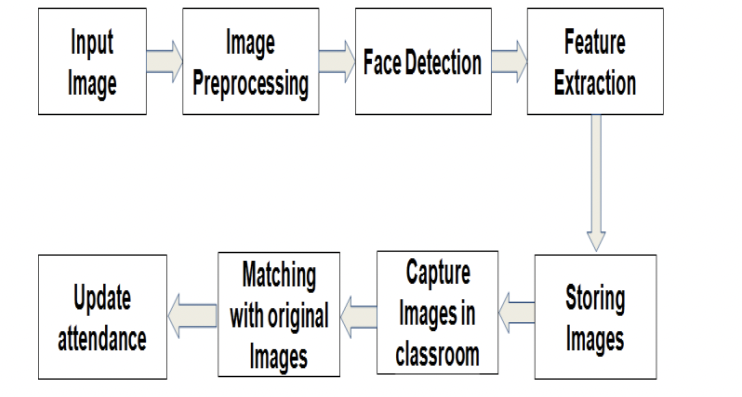 Input
Image
Image
Preprocessing
Face Detection
Feature
Extraction
Storing
Images
Capture
Images in
classroom
Matching
with original
Images
Update
attendance